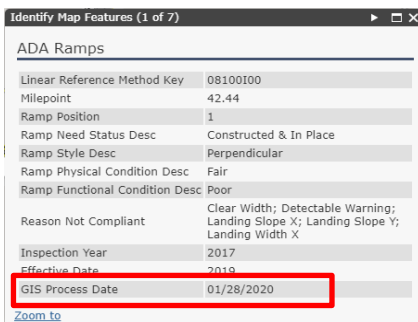 Identify Map Features (1 of 7)
ADA Ramps
Linear Reference Method Key 08100I00
Milepoint 42.44
Ramp Position 1
Ramp Need Status Desc Constructed & In Place
Ramp Style Desc Perpendicular
Ramp Physical Condition Desc Fair
Ramp Functional Condition Desc Poor
Reason Not Compliant Clear Width; Detectable Warning;
Landing Slope X; Landing Slope Y;
Landing Width X
Inspection Year 2017
Effective Date 2019
GIS Process Date 01/28/2020
Zoom to